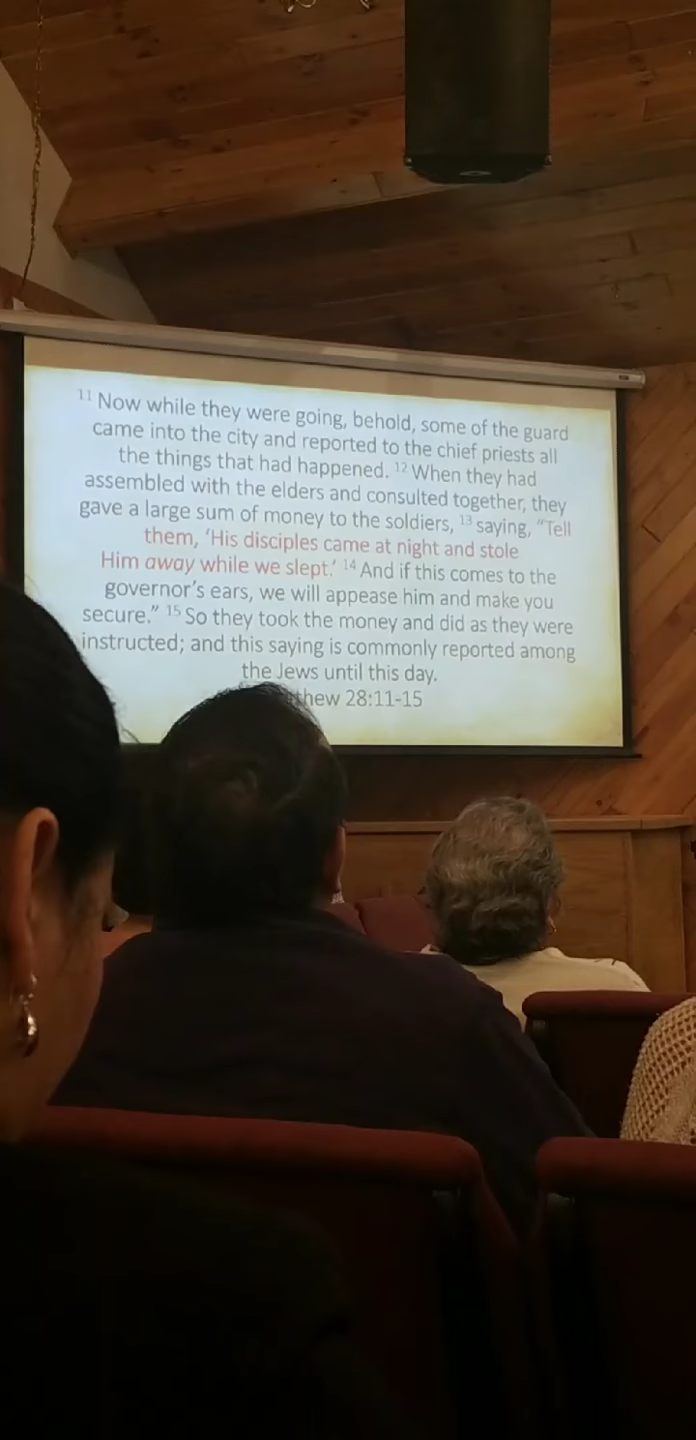 11 Now while they were going, behold, some of the guard
came into the city and reported to the chief priests all
the things that had happened. 12 When they had
assembled with the elders and consulted together, they
gave a large sum of money to the soldiers, 13 saying, “Tell
them, ‘His disciples came at night and stole
Him away while we slept.’ 14 And if this comes to the
governor’s ears, we will appease him and make you
secure.” 15 So they took the money and did as they were
instructed; and this saying is commonly reported among
the Jews until this day.
thew 28:11-15